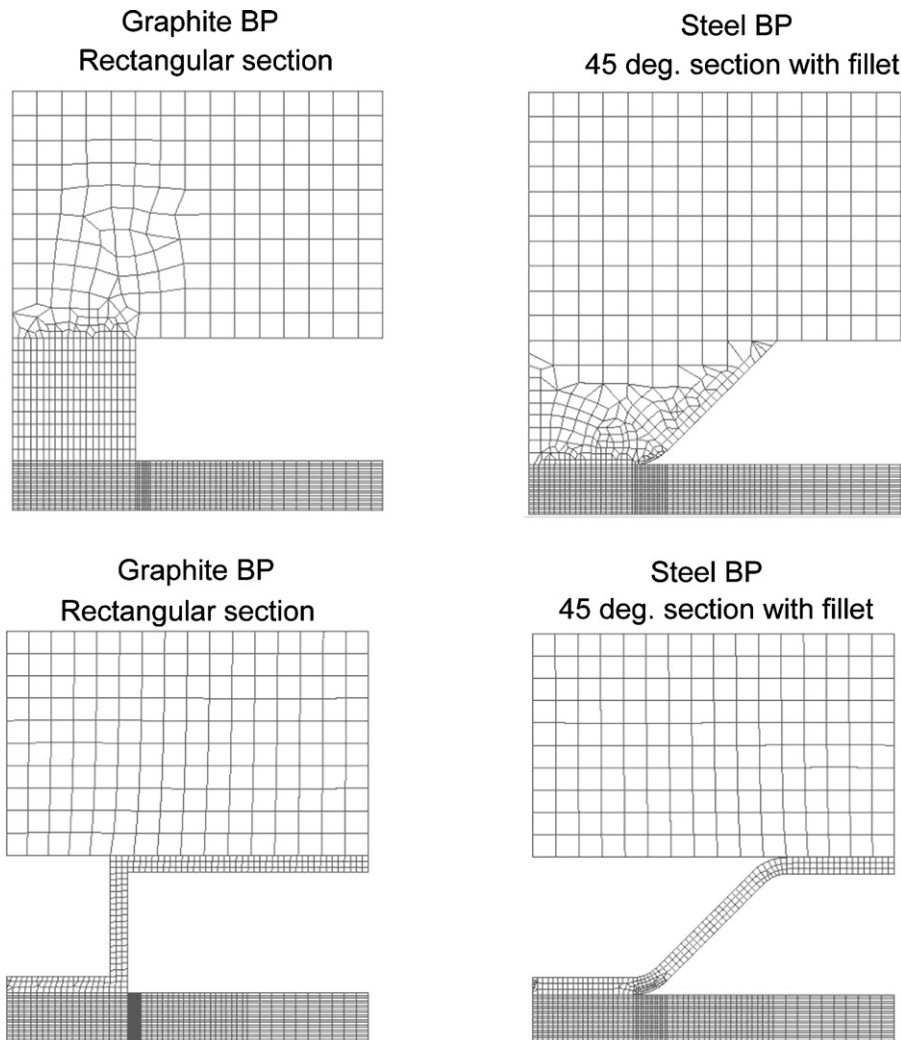 Graphite BP
Rectangular section
Steel BP
45 deg. section with fillet
Graphite BP
Rectangular section
Steel BP
45 deg. section with fillet